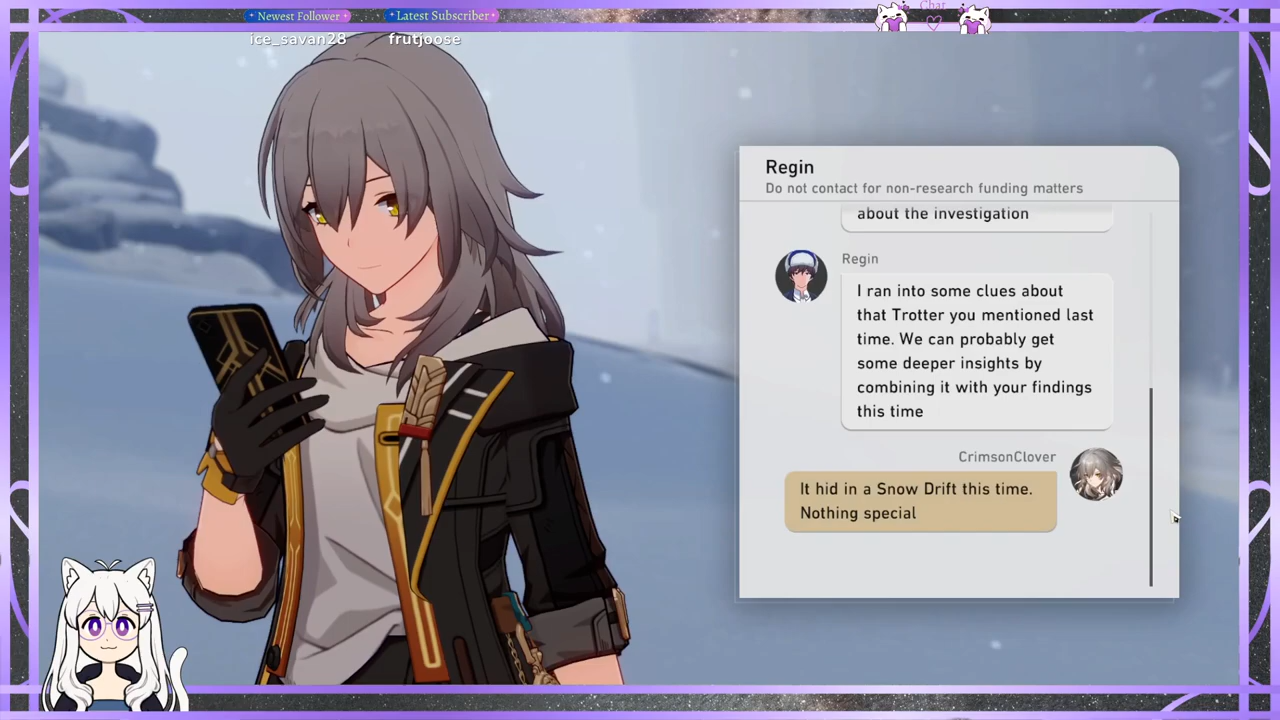 Newest Follower
Latest Subscriber
Chat
ice_savan28
frutjoose
Regin
Do not contact for non-research funding matters
about the investigation
Regin
I ran into some clues about
that Trotter you mentioned last
time. We can probably get
some deeper insights by
combining it with your findings
this time
CrimsonClover
It hid in a Snow Drift this time.
Nothing special